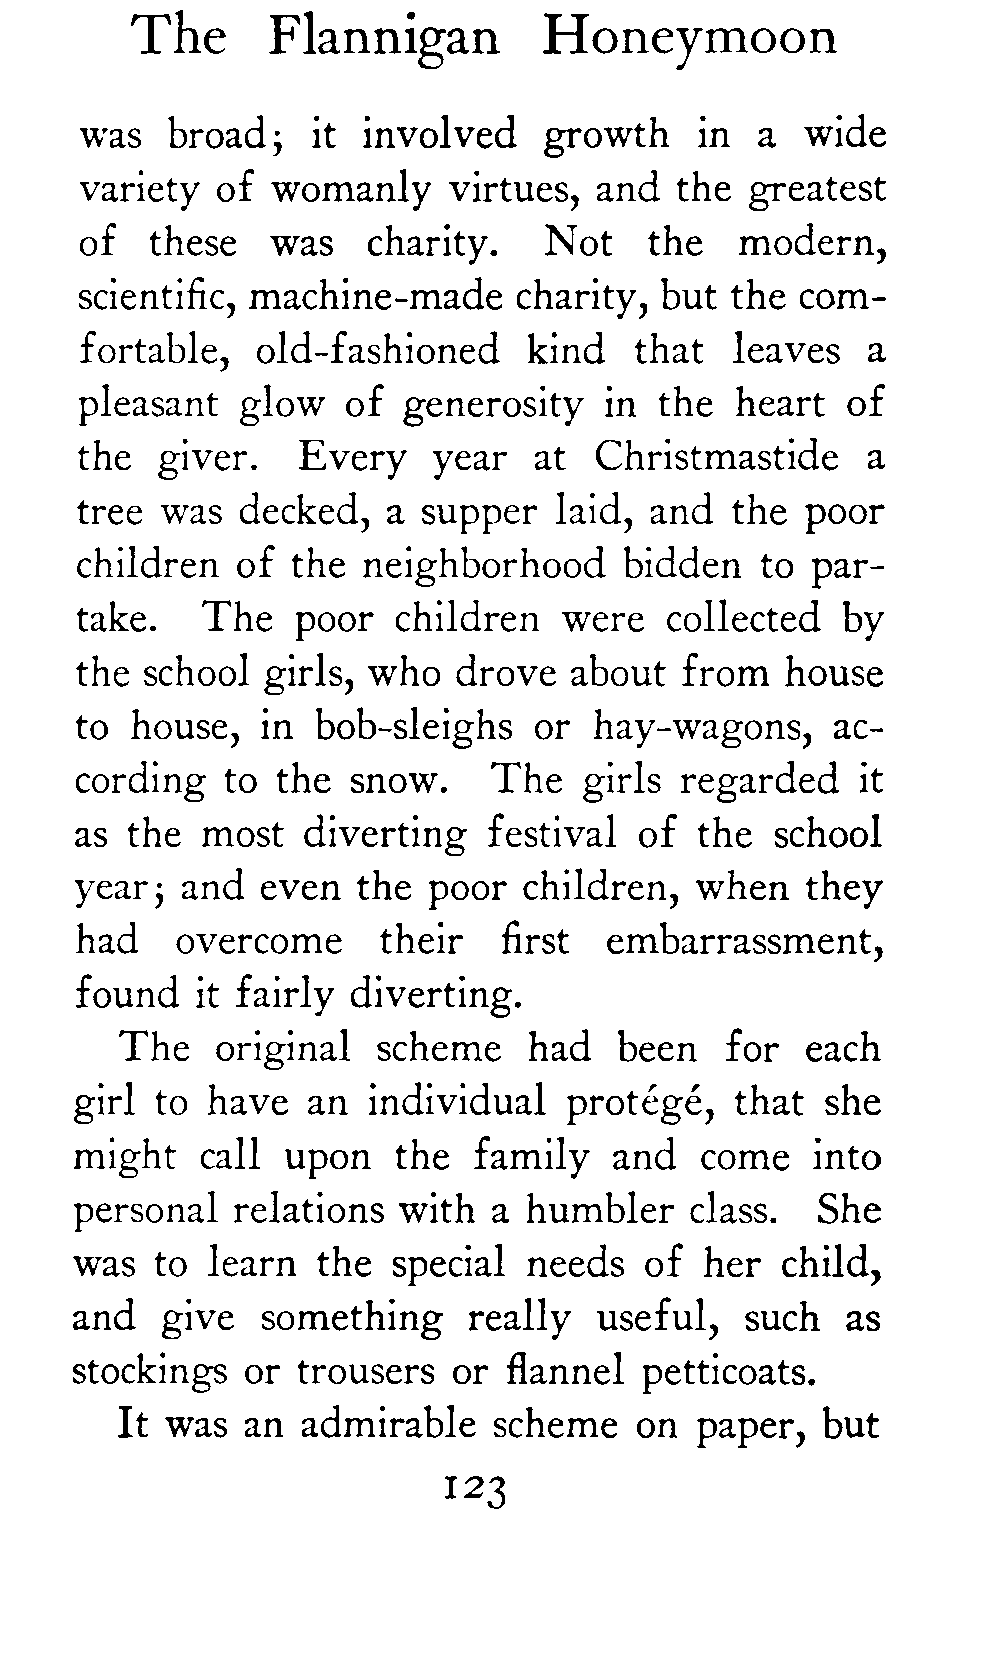 The Flannigan Honeymoon
was broad; it involved growth in a wide
variety of womanly virtues, and the greatest
of these was charity. Not the modern,
scientific, machine-made charity, but the com-
fortable, old-fashioned kind that leaves a
pleasant glow of generosity in the heart of
the giver. Every year at Christmastide a
tree was decked, a supper laid, and the poor
children of the neighborhood bidden to par-
take. The poor children were collected by
the school girls, who drove about from house
to house, in bob-sleighs or hay-wagons, ac-
cording to the snow. The girls regarded it
as the most diverting festival of the school
year; and even the poor children, when they
had overcome their first embarrassment,
found it fairly diverting.
The original scheme had been for each
girl to have an individual protégé, that she
might call upon the family and come into
personal relations with a humbler class. She
was to learn the special needs of her child,
and give something really useful, such as
stockings or trousers or flannel petticoats.
It was an admirable scheme on paper, but
123